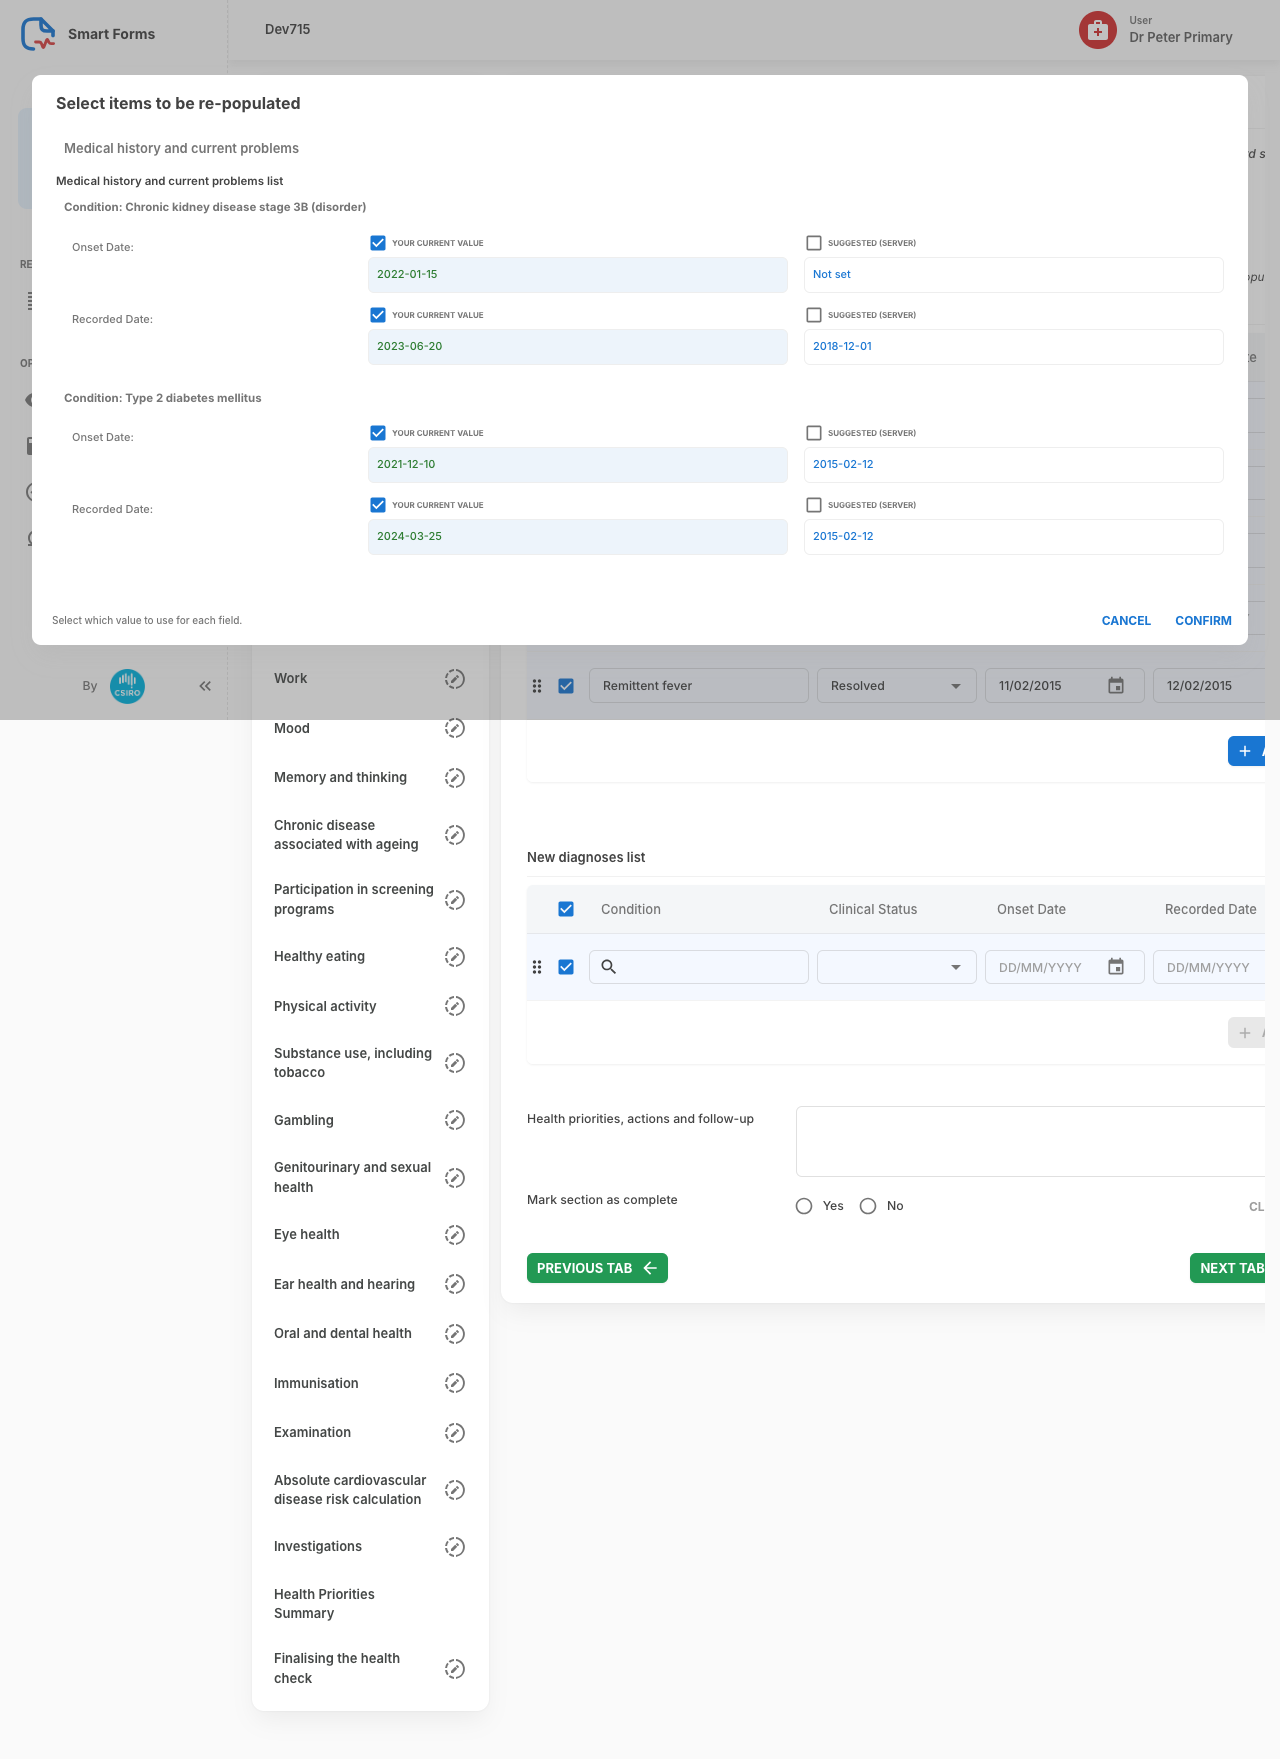 Smart Forms
Dev715
User
Dr Peter Primary
Select items to be re-populated
Medical history and current problems
Medical history and current problems list
Condition: Chronic kidney disease stage 3B (disorder)
Onset Date:
YOUR CURRENT VALUE
SUGGESTED (SERVER)
2022-01-15
Not set
Recorded Date:
YOUR CURRENT VALUE
SUGGESTED (SERVER)
2023-06-20
2018-12-01
Condition: Type 2 diabetes mellitus
Onset Date:
YOUR CURRENT VALUE
SUGGESTED (SERVER)
2021-12-10
2015-02-12
Recorded Date:
YOUR CURRENT VALUE
SUGGESTED (SERVER)
2024-03-25
2015-02-12
Select which value to use for each field.
CANCEL
CONFIRM
By
CSIRO
Work
Mood
Memory and thinking
Chronic disease
associated with ageing
Participation in screening
programs
Healthy eating
Physical activity
Substance use, including
tobacco
Gambling
Genitourinary and sexual
health
Eye health
Ear health and hearing
Oral and dental health
Immunisation
Examination
Absolute cardiovascular
disease risk calculation
Investigations
Health Priorities
Summary
Finalising the health
check
Remittent fever
Resolved
11/02/2015
12/02/2015
New diagnoses list
Condition
Clinical Status
Onset Date
Recorded Date
DD/MM/YYYY
DD/MM/YYYY
Health priorities, actions and follow-up
Mark section as complete
Yes
No
PREVIOUS TAB
NEXT TAB